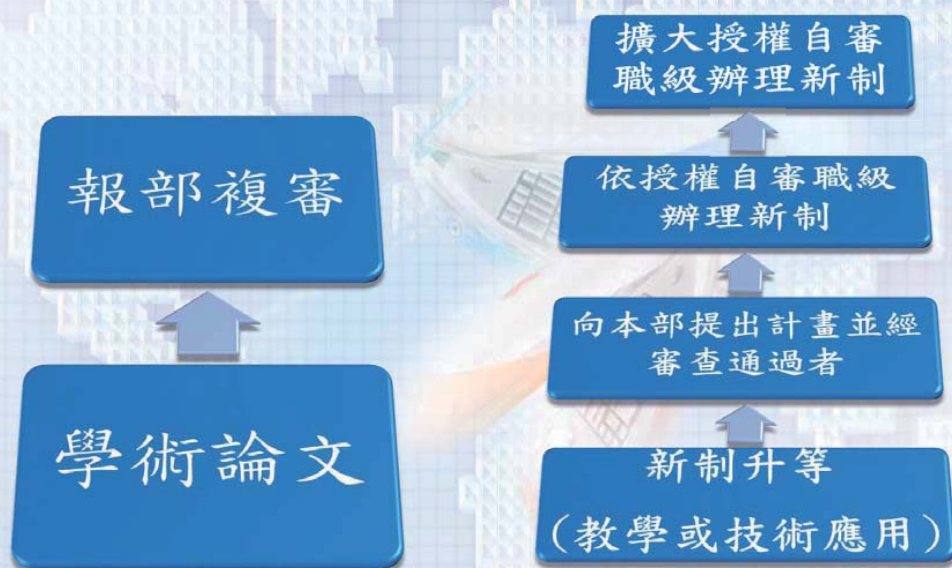 報部複審
學術論文
擴大授權自審
職級辦理新制
依授權自審職級
辦理新制
向本部提出計畫並經
審查通過者
新制升等
(教學或技術應用)